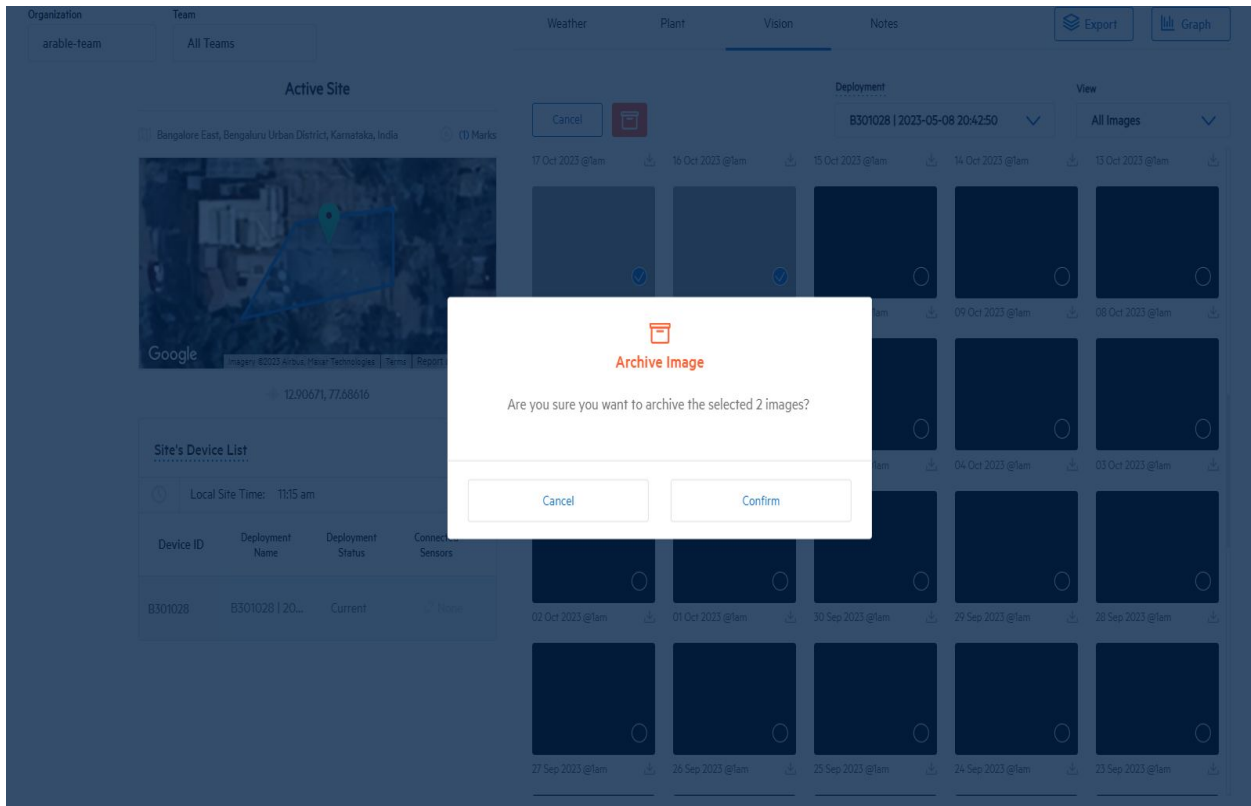 Organization
Team
arable-team
All Teams
Weather
Plant
Vision
Notes
Export
Graph
Active Site
Bangalore East, Bengaluru Urban District, Karnataka, India
(1) Marks
Google
Imagery ©2023 Airbus, Maxar Technologies
Terms
Report
12.90671, 77.68616
Site's Device List
Local Site Time: 11:15 am
Device ID
Deployment Name
Deployment Status
Sensors
B301028
B301028 | 20...
Current
None
Deployment
View
Cancel
B301028 | 2023-05-08 20:42:50
All Images
17 Oct 2023 @1am
16 Oct 2023 @1am
15 Oct 2023 @1am
14 Oct 2023 @1am
13 Oct 2023 @1am
09 Oct 2023 @1am
08 Oct 2023 @1am
04 Oct 2023 @1am
03 Oct 2023 @1am
02 Oct 2023 @1am
01 Oct 2023 @1am
30 Sep 2023 @1am
29 Sep 2023 @1am
28 Sep 2023 @1am
27 Sep 2023 @1am
26 Sep 2023 @1am
25 Sep 2023 @1am
24 Sep 2023 @1am
23 Sep 2023 @1am
Archive Image
Are you sure you want to archive the selected 2 images?
Cancel
Confirm